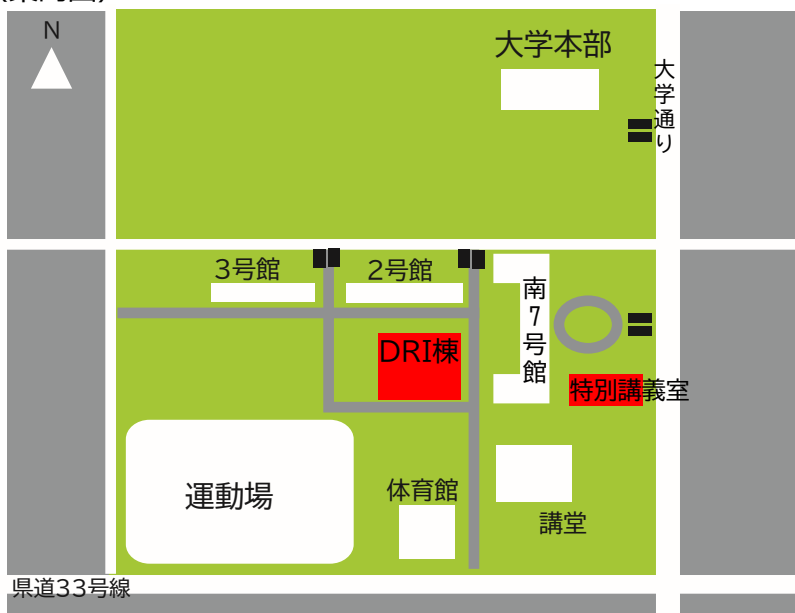 N
大学本部
大学通り
3号館
2号館
南7号館
DRI棟
特別講義室
運動場
体育館
講堂
県道33号線